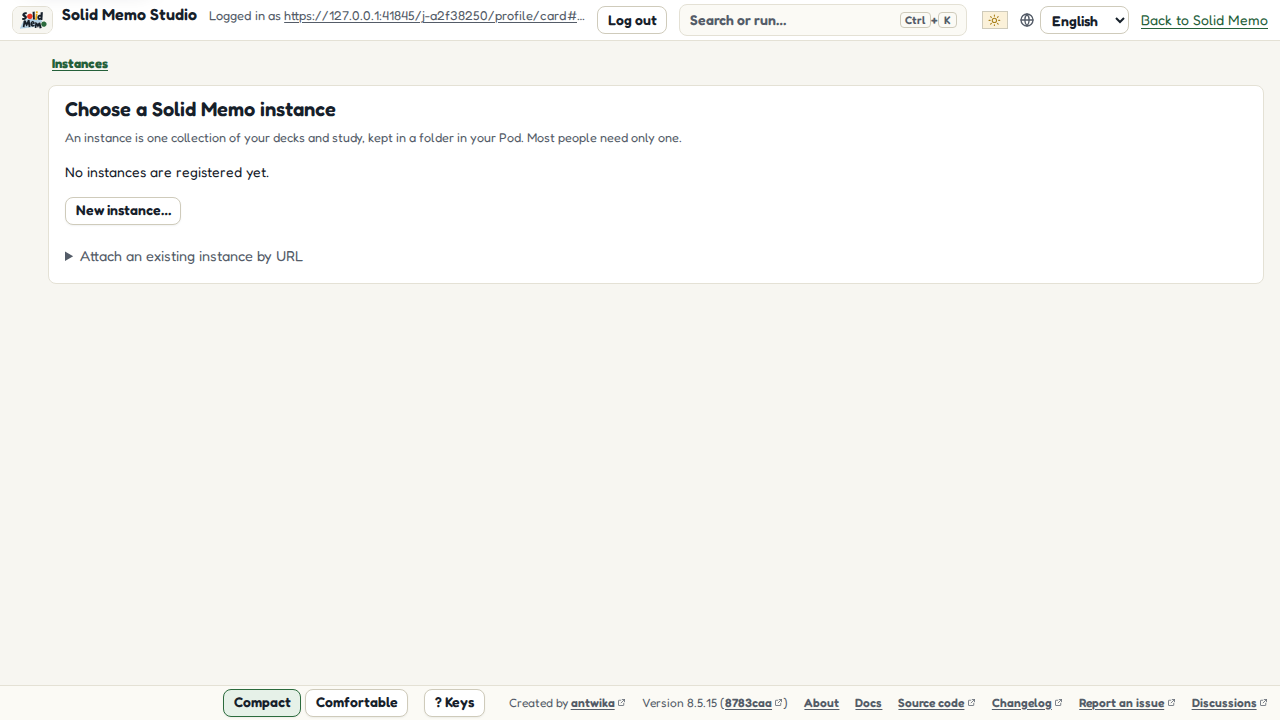 Solid Memo Solid Memo Studio Logged in as https://127.0.0.1:41845/j-a2f38250/profile/card#... Log out Search or run... Ctrl+K English Back to Solid Memo
Instances
Choose a Solid Memo instance
An instance is one collection of your decks and study, kept in a folder in your Pod. Most people need only one.
No instances are registered yet.
New instance...
Attach an existing instance by URL
Compact Comfortable ? Keys Created by antwika Version 8.5.15 (8783caa) About Docs Source code Changelog Report an issue Discussions